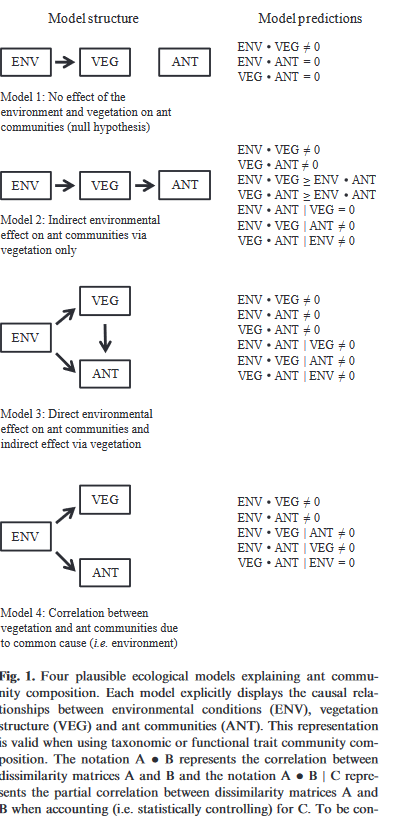 Model structure
Model predictions
ENV
VEG
ANT
ENV • VEG ≠ 0
ENV • ANT = 0
VEG • ANT = 0
Model 1: No effect of the
environment and vegetation on ant
communities (null hypothesis)
ENV
VEG
ANT
ENV • VEG ≠ 0
VEG • ANT ≠ 0
ENV • VEG ≥ ENV • ANT
VEG • ANT ≥ ENV • ANT
ENV • ANT | VEG = 0
ENV • VEG | ANT ≠ 0
VEG • ANT | ENV ≠ 0
Model 2: Indirect environmental
effect on ant communities via
vegetation only
VEG
ENV
ANT
ENV • VEG ≠ 0
ENV • ANT ≠ 0
VEG • ANT ≠ 0
ENV • ANT | VEG ≠ 0
ENV • VEG | ANT ≠ 0
VEG • ANT | ENV ≠ 0
Model 3: Direct environmental
effect on ant communities and
indirect effect via vegetation
VEG
ENV
ANT
ENV • VEG ≠ 0
ENV • ANT ≠ 0
ENV • VEG | ANT ≠ 0
ENV • ANT | VEG ≠ 0
VEG • ANT | ENV = 0
Model 4: Correlation between
vegetation and ant communities due
to common cause (i.e. environment)
Fig. 1. Four plausible ecological models explaining ant commu-
nity composition. Each model explicitly displays the causal rela-
tionships between environmental conditions (ENV), vegetation
structure (VEG) and ant communities (ANT). This representation
is valid when using taxonomic or functional trait community com-
position. The notation A ● B represents the correlation between
dissimilarity matrices A and B and the notation A ● B | C repre-
sents the partial correlation between dissimilarity matrices A and
B when accounting (i.e. statistically controlling) for C. To be con-